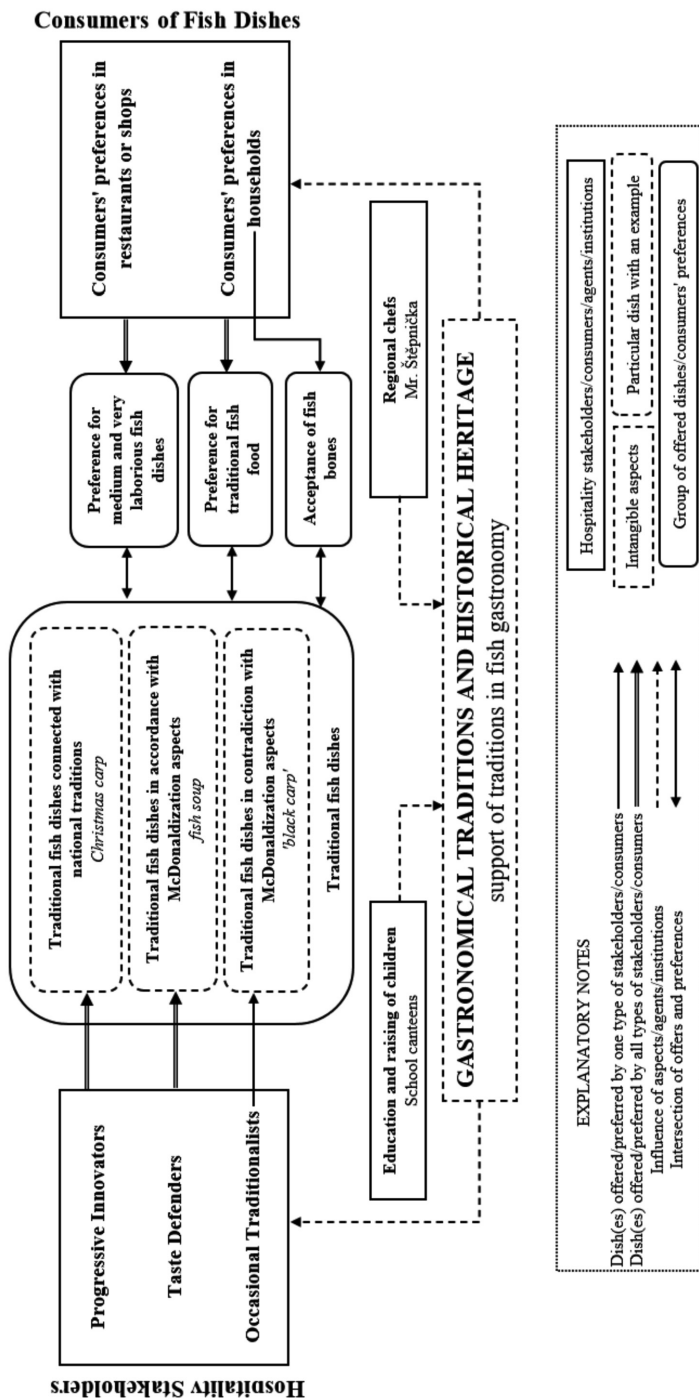 Hospitality Stakeholders
Progressive Innovators
Taste Defenders
Occasional Traditionalists
Traditional fish dishes connected with
national traditions
Christmas carp
Traditional fish dishes in accordance with
McDonaldization aspects
fish soup
Traditional fish dishes in contradiction with
McDonaldization aspects
'black carp'
Traditional fish dishes
Preference for
medium and very
laborious fish
dishes
Preference for
traditional fish
food
Acceptance of fish
bones
Consumers of Fish Dishes
Consumers' preferences in
restaurants or shops
Consumers' preferences in
households
Education and raising of children
School canteens
Regional chefs
Mr. Štěpnička
GASTRONOMICAL TRADITIONS AND HISTORICAL HERITAGE
support of traditions in fish gastronomy
EXPLANATORY NOTES
Dish(es) offered/preferred by one type of stakeholders/consumers
Dish(es) offered/preferred by all types of stakeholders/consumers
Influence of aspects/agents/institutions
Intersection of offers and preferences
Hospitality stakeholders/consumers/agents/institutions
Intangible aspects
Particular dish with an example
Group of offered dishes/consumers' preferences